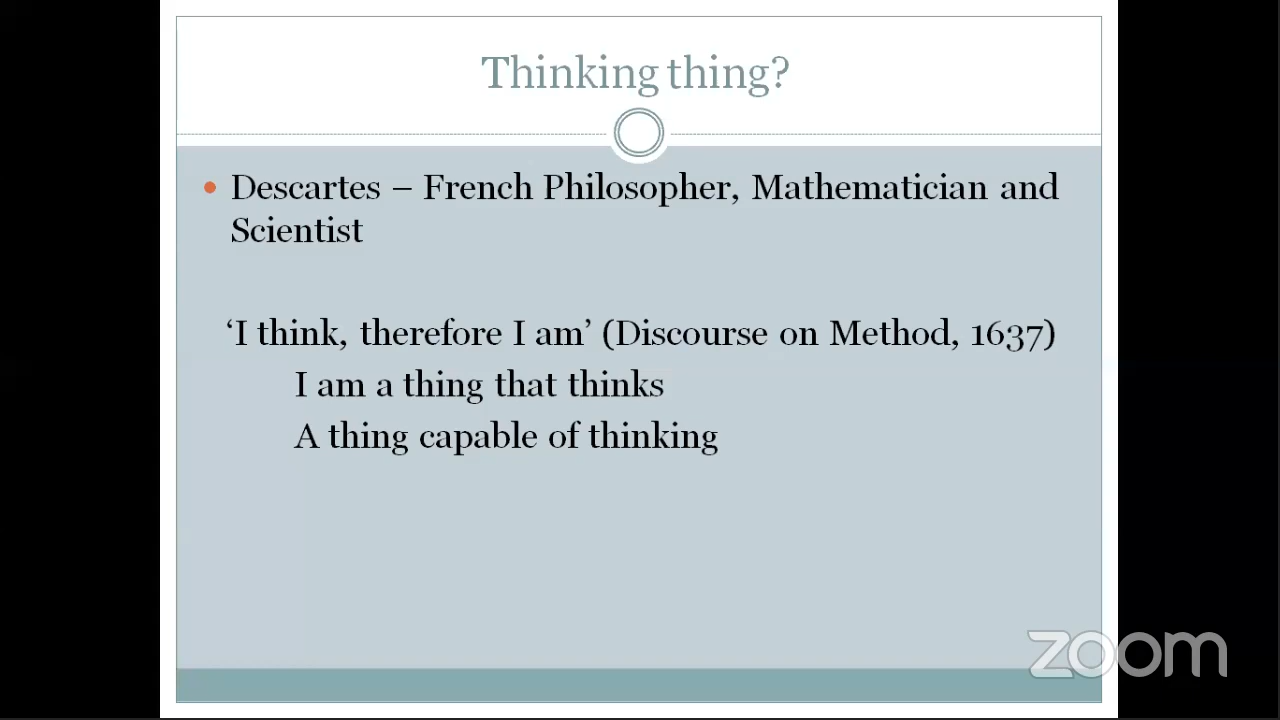 Thinking thing?
Descartes – French Philosopher, Mathematician and
Scientist
‘I think, therefore I am’ (Discourse on Method, 1637)
I am a thing that thinks
A thing capable of thinking
zoom